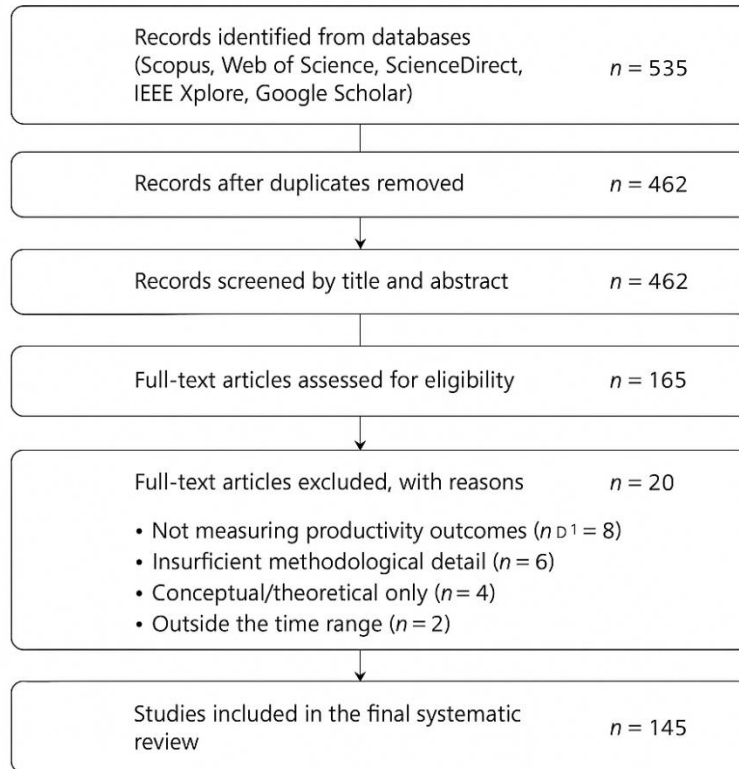 Records identified from databases
(Scopus, Web of Science, ScienceDirect,
IEEE Xplore, Google Scholar)
n = 535
Records after duplicates removed
n = 462
Records screened by title and abstract
n = 462
Full-text articles assessed for eligibility
n = 165
Full-text articles excluded, with reasons
n = 20
• Not measuring productivity outcomes (n D 1 = 8)
• Insurficient methodological detail (n = 6)
• Conceptual/theoretical only (n = 4)
• Outside the time range (n = 2)
Studies included in the final systematic
review
n = 145